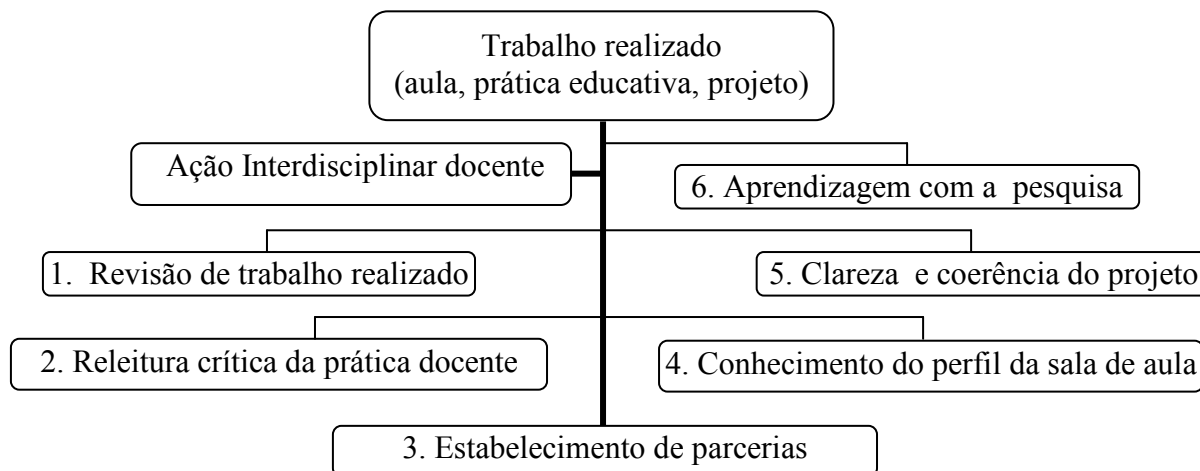 Trabalho realizado
(aula, prática educativa, projeto)
Ação Interdisciplinar docente
6. Aprendizagem com a pesquisa
1. Revisão de trabalho realizado
5. Clareza e coerência do projeto
2. Releitura crítica da prática docente
4. Conhecimento do perfil da sala de aula
3. Estabelecimento de parcerias